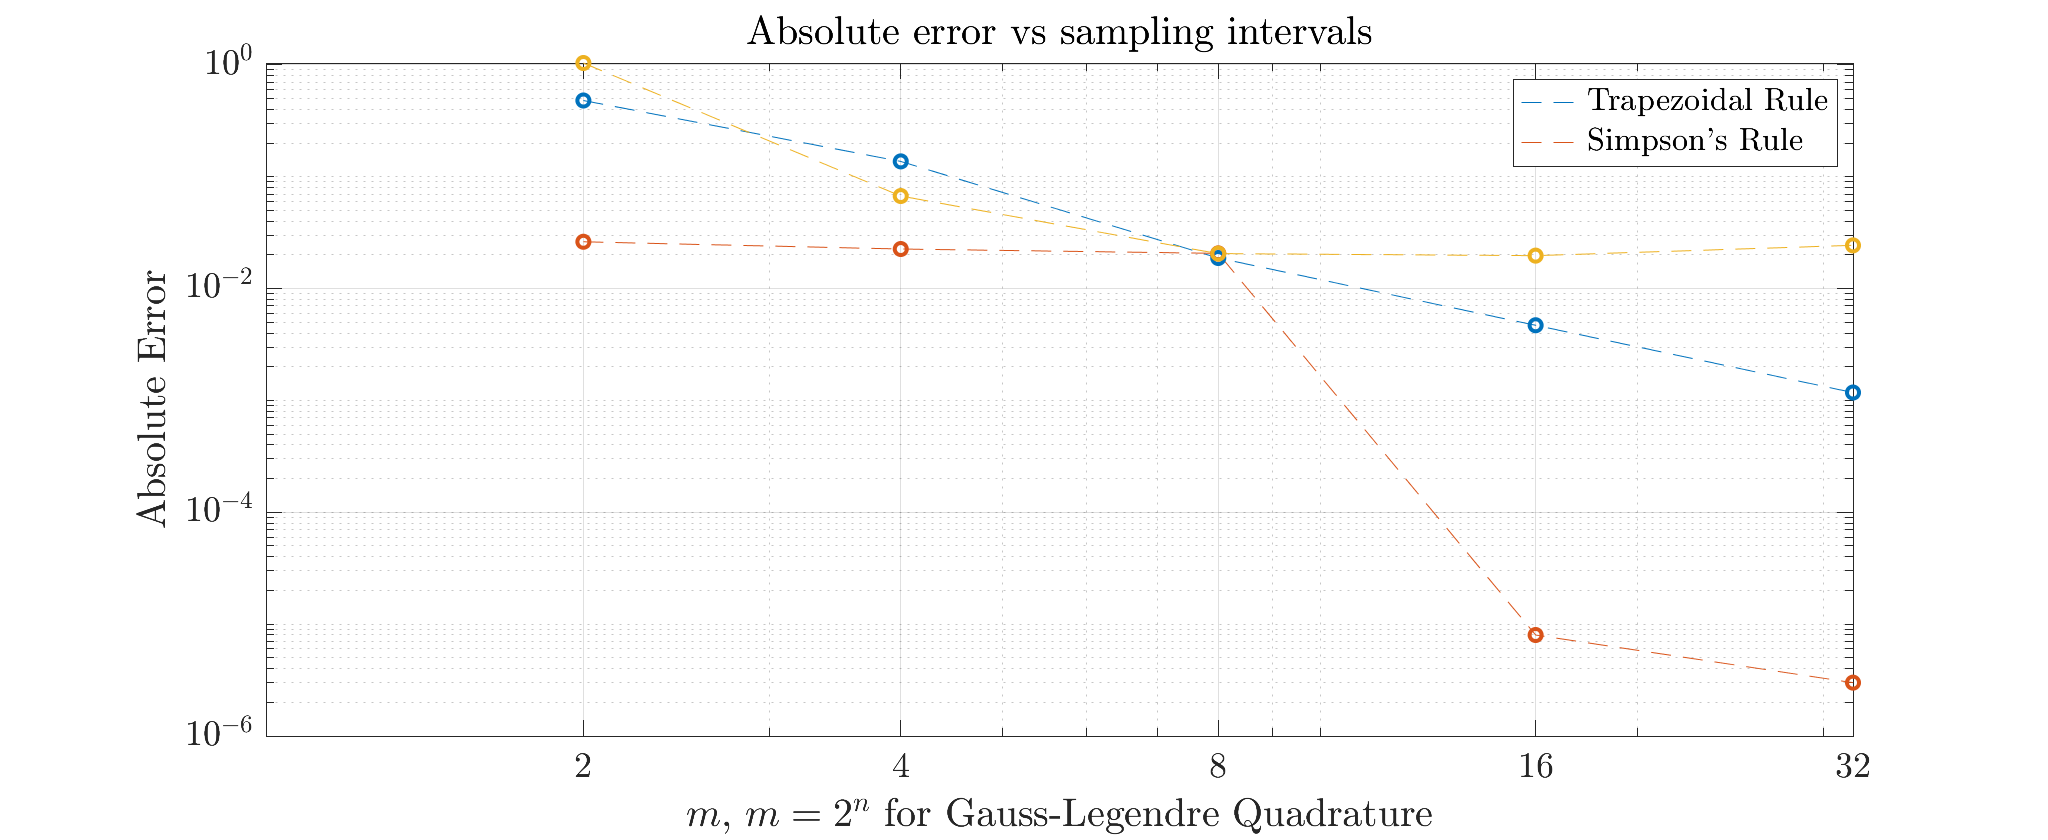 Absolute error vs sampling intervals
10^0
10^{-2}
10^{-4}
10^{-6}
Absolute Error
Trapezoidal Rule
Simpson's Rule
2 4 8 16 32
m, m = 2^n for Gauss-Legendre Quadrature